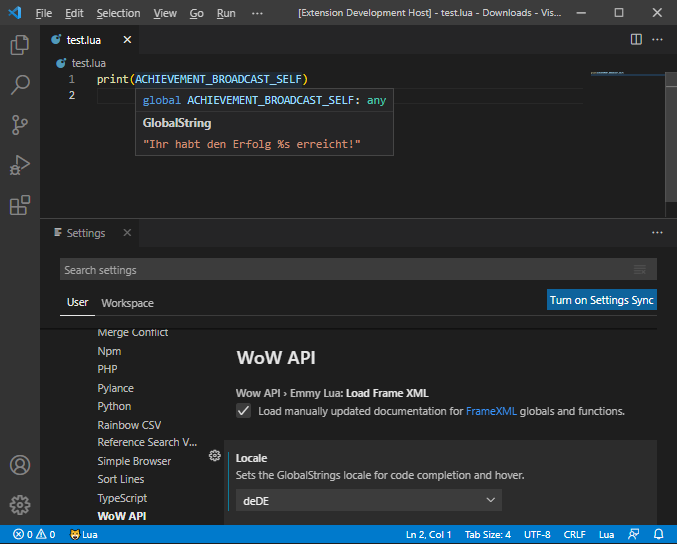 File Edit Selection View Go Run ··· [Extension Development Host] - test.lua - Downloads - Vis...
test.lua
test.lua
1 print(ACHIEVEMENT_BROADCAST_SELF)
2
global ACHIEVEMENT_BROADCAST_SELF: any
GlobalString
"Ihr habt den Erfolg %s erreicht!"
Settings
Search settings
User Workspace Turn on Settings Sync
Merge Conflict
Npm
PHP
Pylance
Python
Rainbow CSV
Reference Search V...
Simple Browser
Sort Lines
TypeScript
WoW API
WoW API
Wow API › Emmy Lua: Load Frame XML
Load manually updated documentation for FrameXML globals and functions.
Locale
Sets the GlobalStrings locale for code completion and hover.
deDE
0 0 Lua Ln 2, Col 1 Tab Size: 4 UTF-8 CRLF Lua